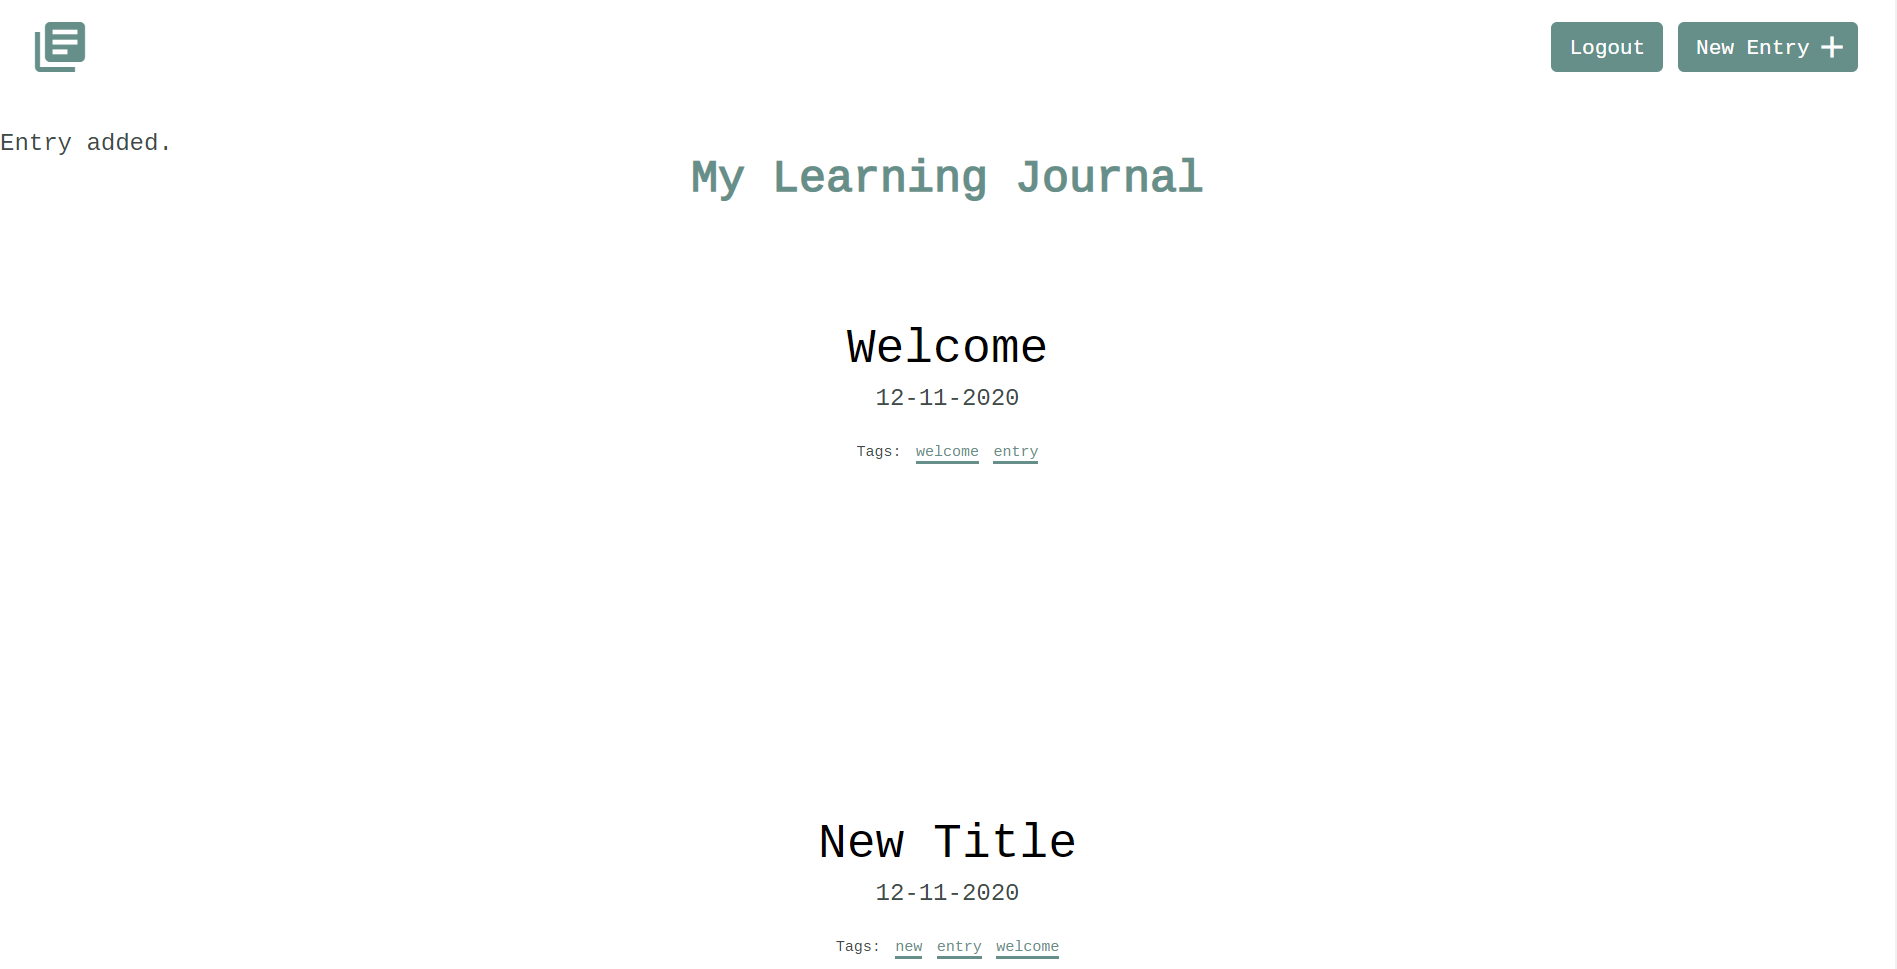 Logout New Entry +
Entry added.
My Learning Journal
Welcome
12-11-2020
Tags: welcome entry
New Title
12-11-2020
Tags: new entry welcome